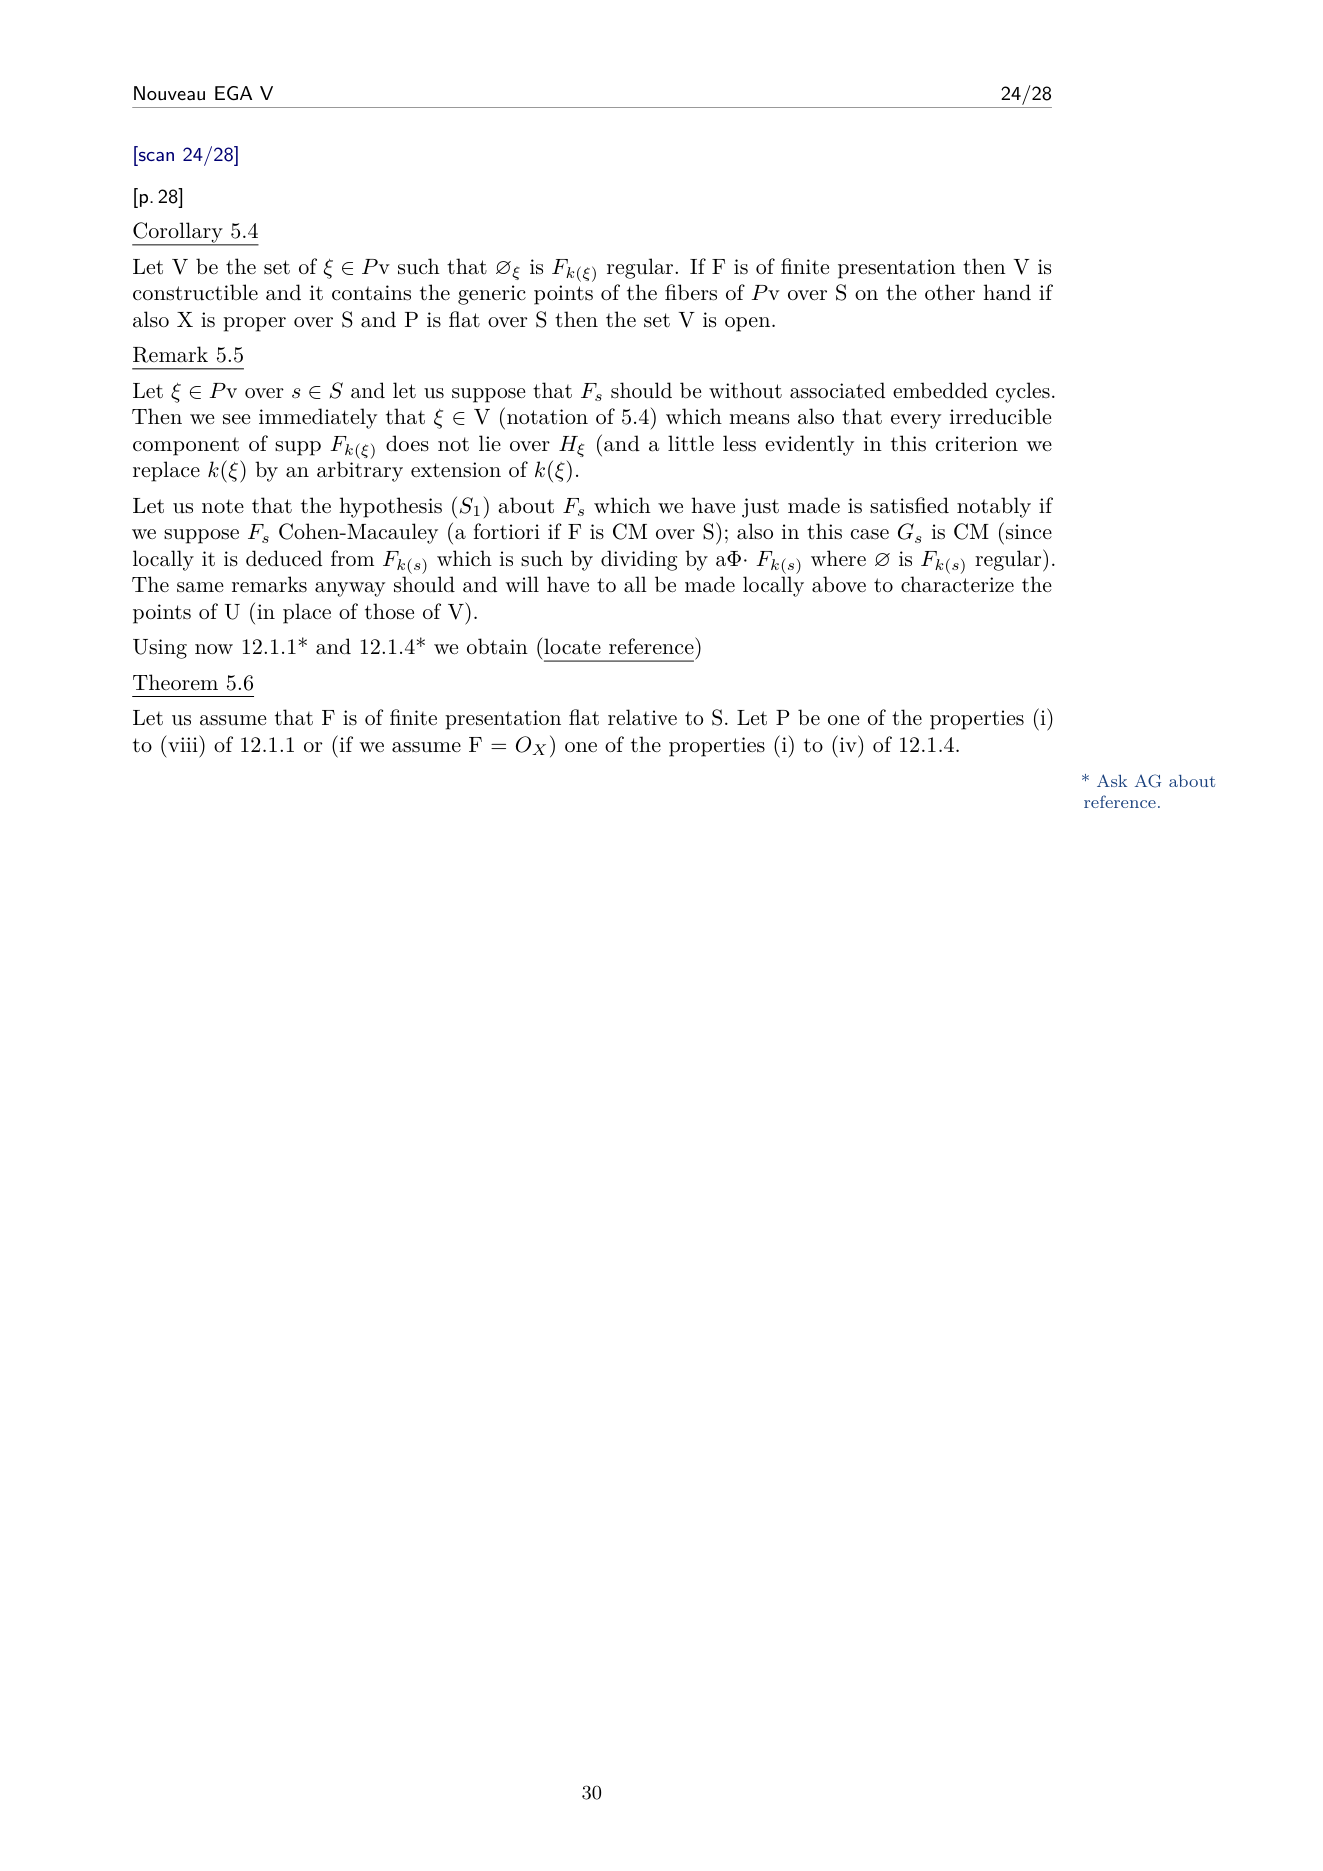 Nouveau EGA V 24/28
[scan 24/28]
[p. 28]
Corollary 5.4
Let V be the set of ξ ∈ Pv such that ∅_ξ is F_{k(ξ)} regular. If F is of finite presentation then V is
constructible and it contains the generic points of the fibers of Pv over S on the other hand if
also X is proper over S and P is flat over S then the set V is open.
Remark 5.5
Let ξ ∈ Pv over s ∈ S and let us suppose that F_s should be without associated embedded cycles.
Then we see immediately that ξ ∈ V (notation of 5.4) which means also that every irreducible
component of supp F_{k(ξ)} does not lie over H_ξ (and a little less evidently in this criterion we
replace k(ξ) by an arbitrary extension of k(ξ).
Let us note that the hypothesis (S_1) about F_s which we have just made is satisfied notably if
we suppose F_s Cohen-Macauley (a fortiori if F is CM over S); also in this case G_s is CM (since
locally it is deduced from F_{k(s)} which is such by dividing by aΦ· F_{k(s)} where ∅ is F_{k(s)} regular).
The same remarks anyway should and will have to all be made locally above to characterize the
points of U (in place of those of V).
Using now 12.1.1* and 12.1.4* we obtain (locate reference)
Theorem 5.6
Let us assume that F is of finite presentation flat relative to S. Let P be one of the properties (i)
to (viii) of 12.1.1 or (if we assume F = O_X) one of the properties (i) to (iv) of 12.1.4.
* Ask AG about
reference.
30